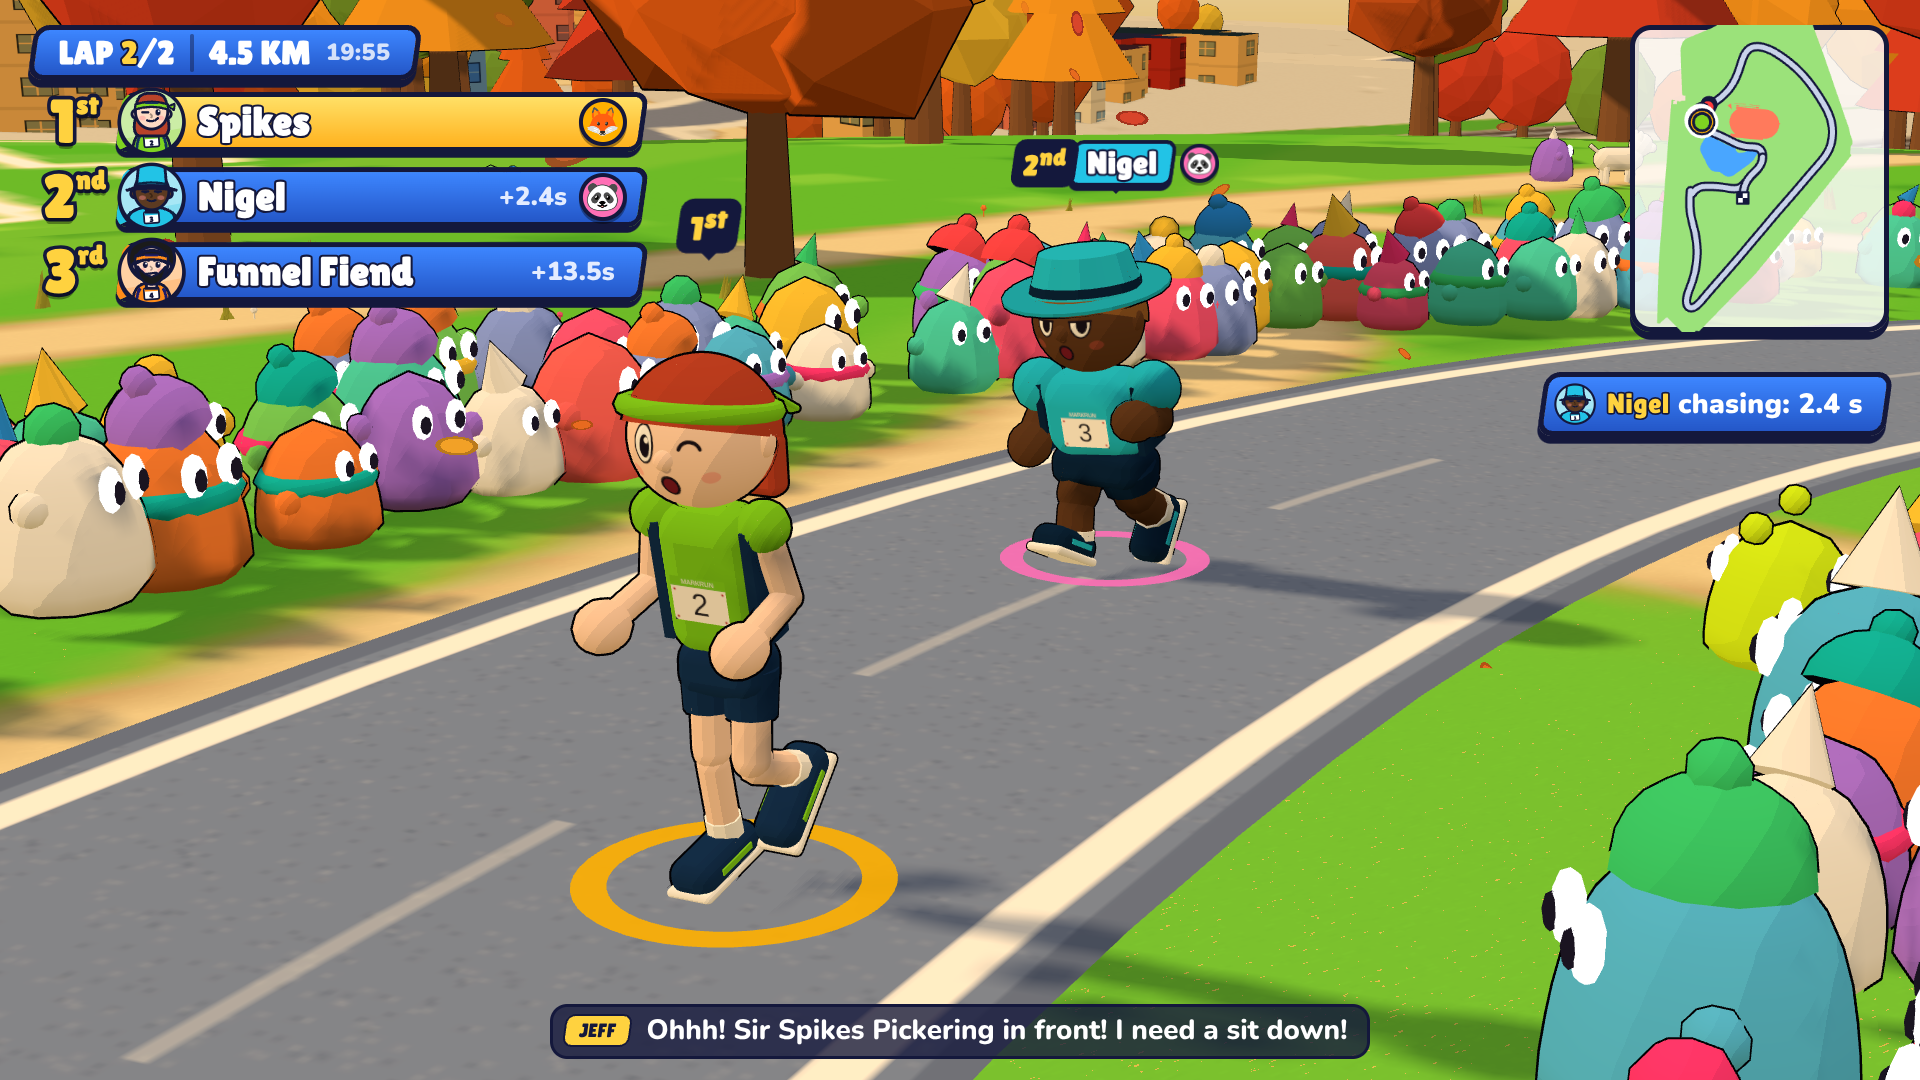 LAP 2/2 4.5 KM 19:55
1st Spikes
2nd Nigel +2.4s
3rd Funnel Fiend +13.5s
1st
2nd Nigel
Nigel chasing: 2.4 s
MARKRUN
3
MARKRUN
2
JEFF Ohhh! Sir Spikes Pickering in front! I need a sit down!